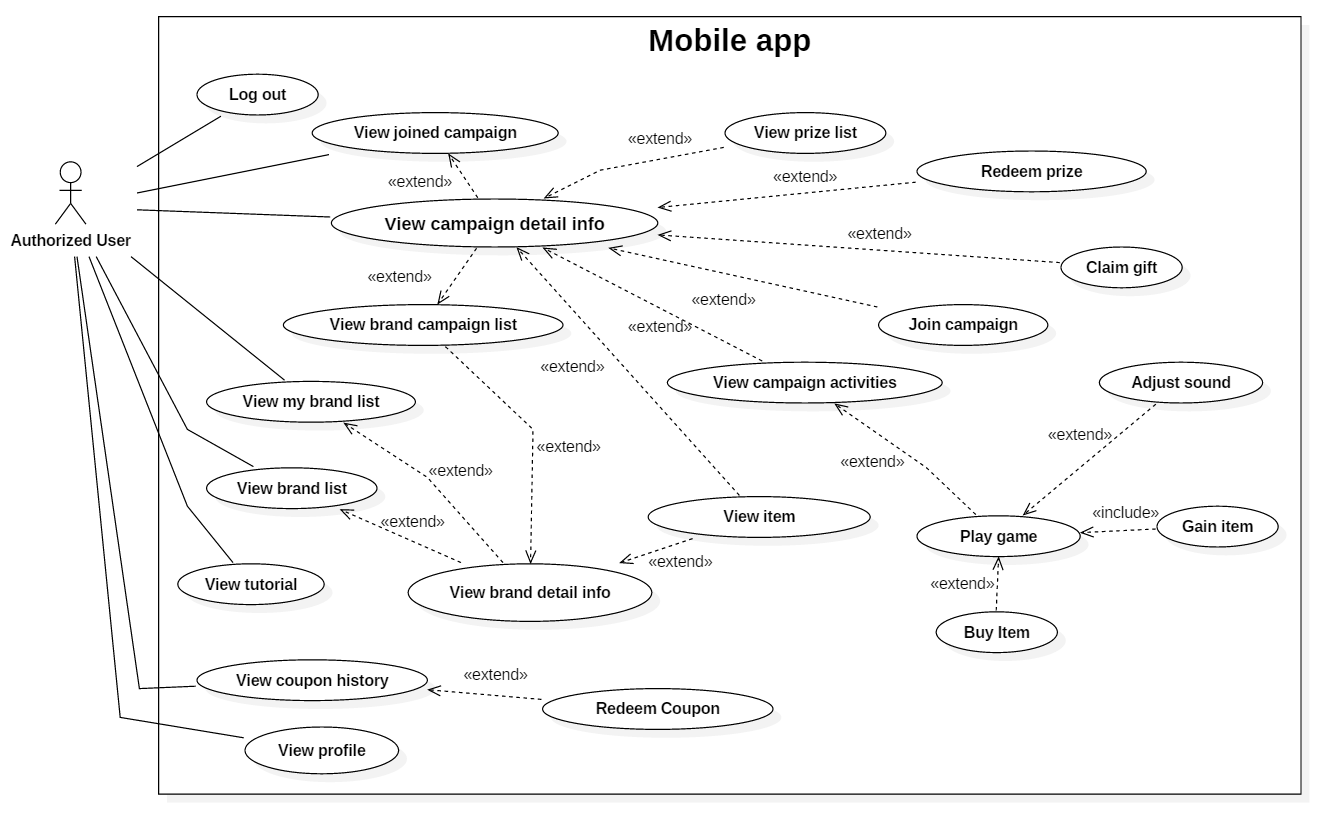 Mobile app
Log out
View joined campaign
«extend»
View prize list
Redeem prize
«extend»
«extend»
View campaign detail info
«extend»
Authorized User
Claim gift
«extend»
«extend»
View brand campaign list
Join campaign
«extend»
«extend»
View campaign activities
Adjust sound
View my brand list
«extend»
«extend»
«extend»
«extend»
View brand list
«extend»
View item
«include»
Gain item
Play game
«extend»
View tutorial
View brand detail info
«extend»
Buy Item
«extend»
View coupon history
Redeem Coupon
View profile